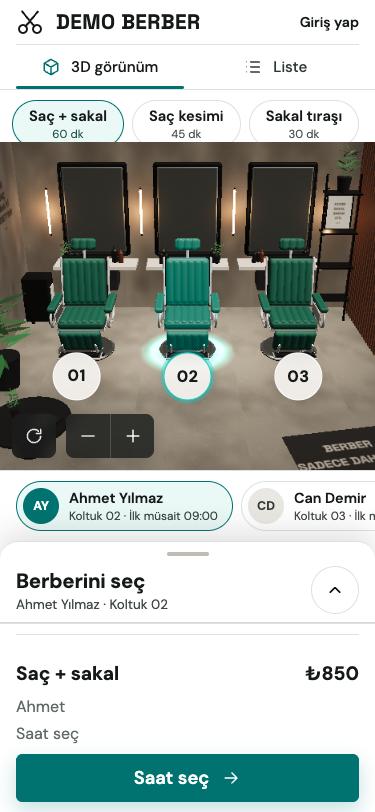 DEMO BERBER
Giriş yap
3D görünüm
Liste
Saç + sakal
60 dk
Saç kesimi
45 dk
Sakal tıraşı
30 dk
01
02
03
BERBER
SADECE DAH
AY
Ahmet Yılmaz
Koltuk 02 · İlk müsait 09:00
CD
Can Demir
Koltuk 03 · İlk m
Berberini seç
Ahmet Yılmaz · Koltuk 02
Saç + sakal
₺850
Ahmet
Saat seç
Saat seç →